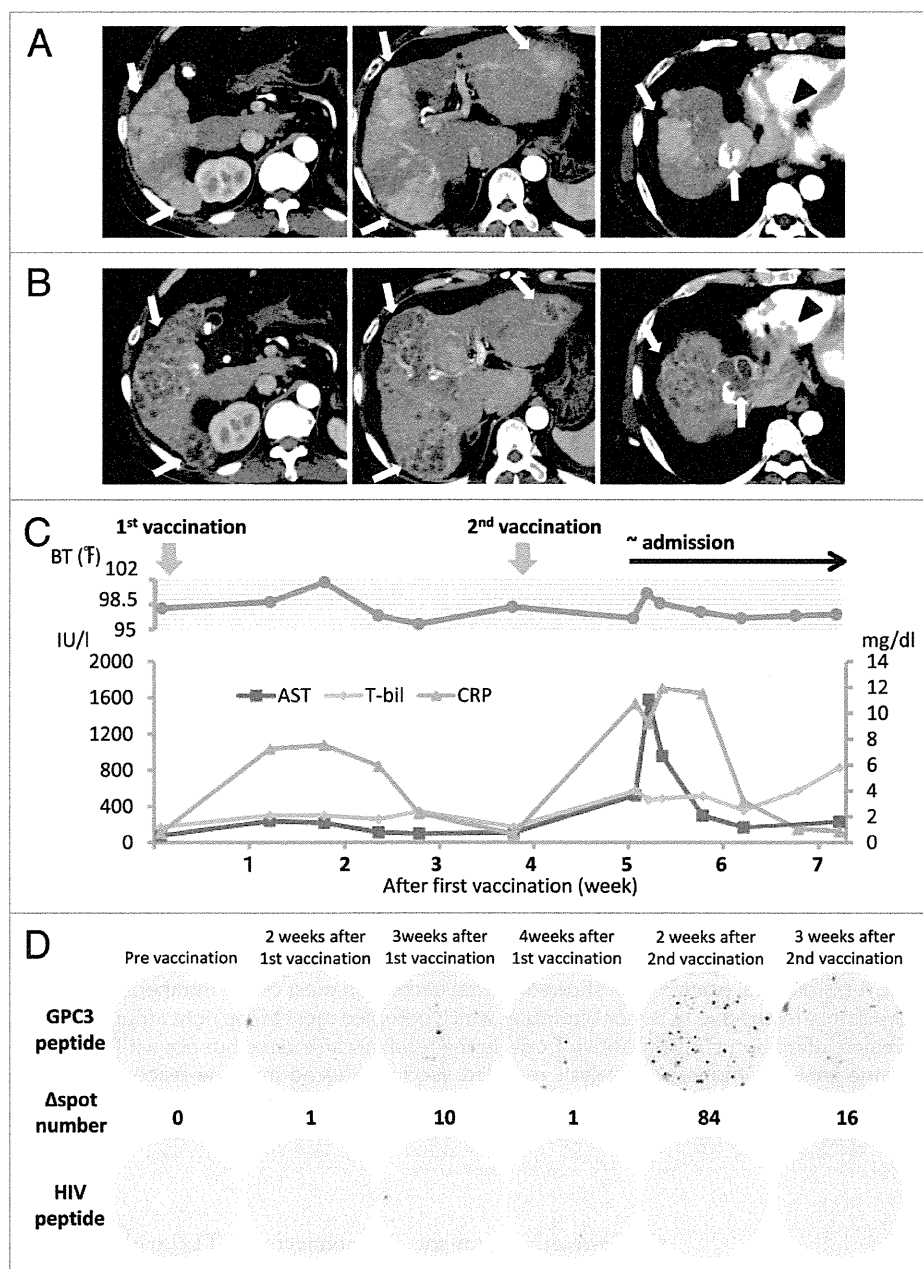 A
B
C
1st vaccination
2nd vaccination
~ admission
BT (℉)
102
98.5
95
IU/l
mg/dl
2000
1600
1200
800
400
0
14
12
10
8
6
4
2
0
AST
T-bil
CRP
1 2 3 4 5 6 7
After first vaccination (week)
D
Pre vaccination
2 weeks after
1st vaccination
3weeks after
1st vaccination
4weeks after
1st vaccination
2 weeks after
2nd vaccination
3 weeks after
2nd vaccination
GPC3
peptide
Δspot
number
0 1 10 1 84 16
HIV
peptide